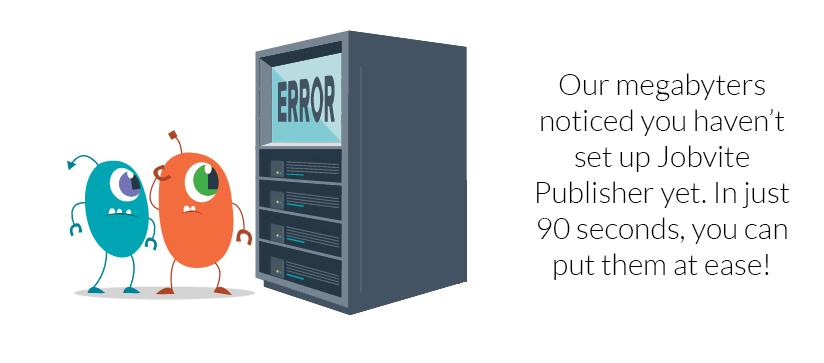 ERROR
Our megabyters
noticed you haven’t
set up Jobvite
Publisher yet. In just
90 seconds, you can
put them at ease!